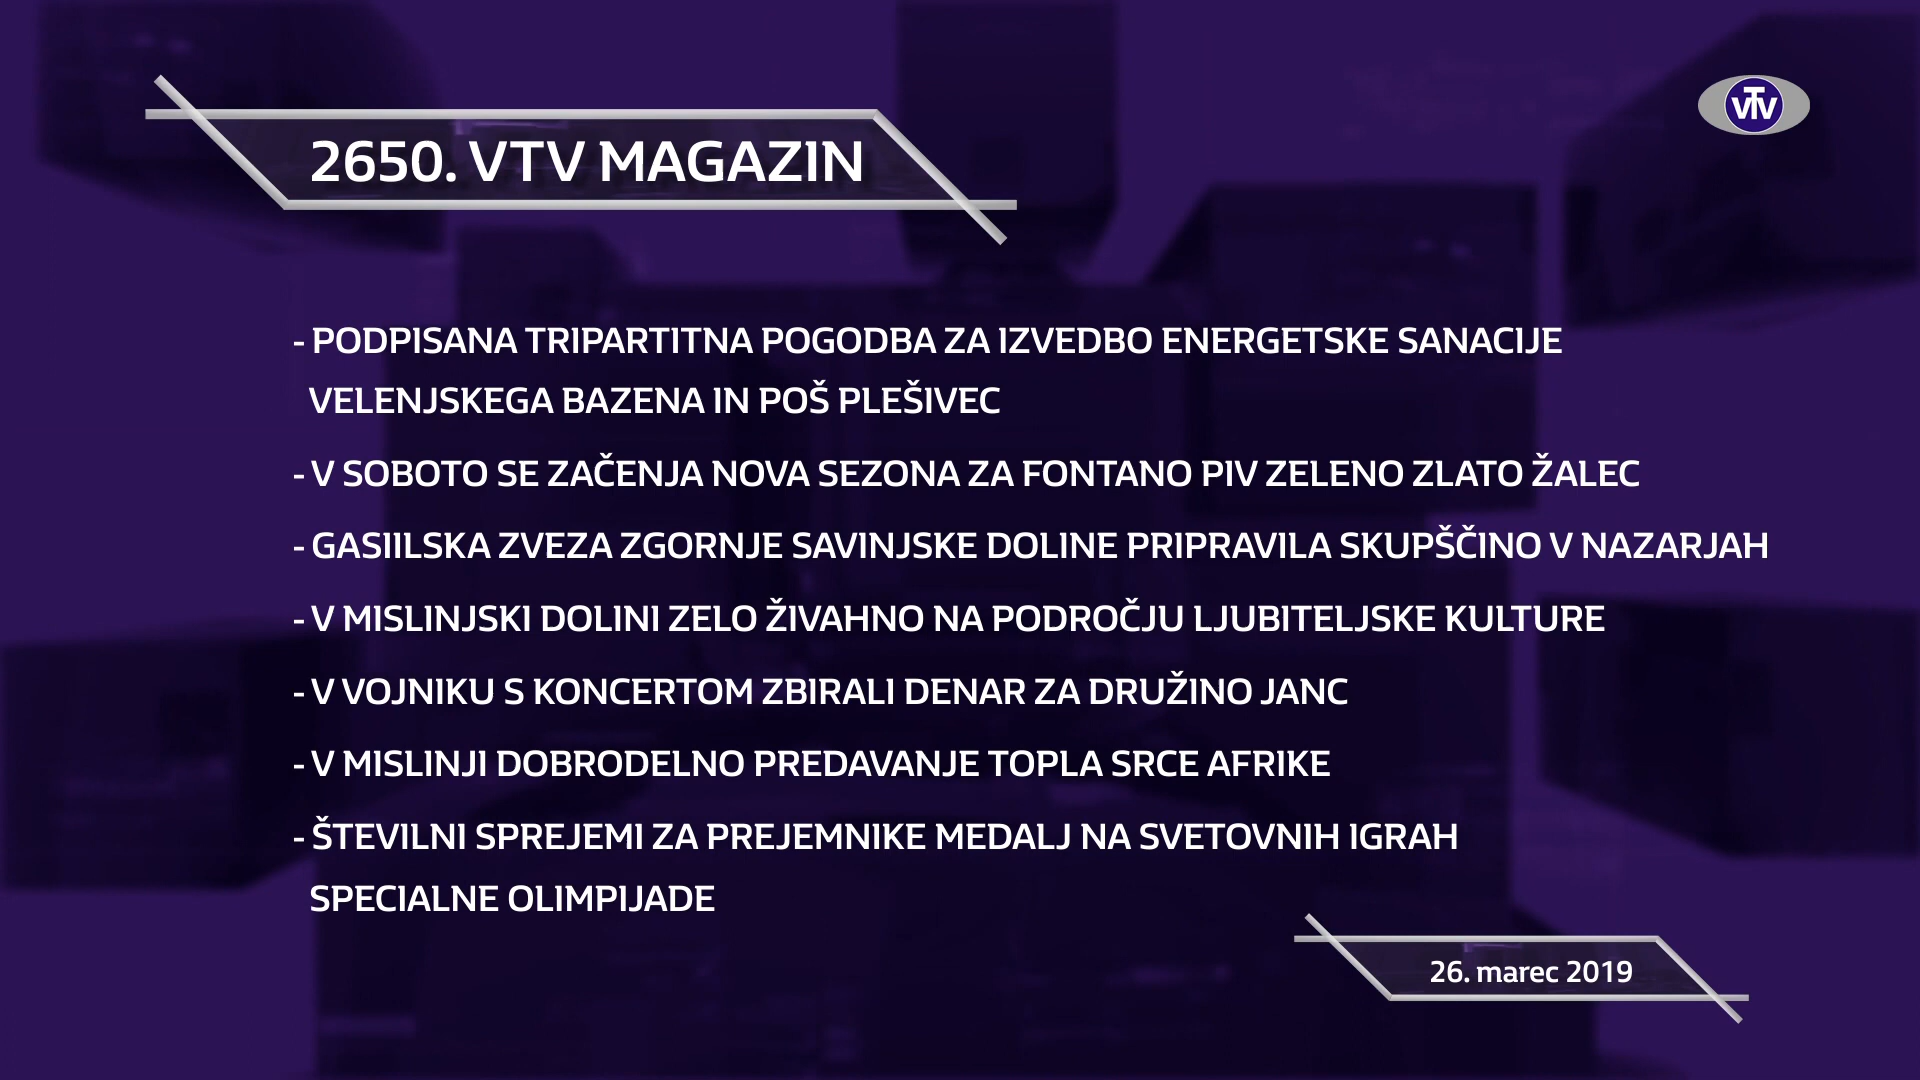 2650. VTV MAGAZIN
VTV
- PODPISANA TRIPARTITNA POGODBA ZA IZVEDBO ENERGETSKE SANACIJE
VELENJSKEGA BAZENA IN POŠ PLEŠIVEC
- V SOBOTO SE ZAČENJA NOVA SEZONA ZA FONTANO PIV ZELENO ZLATO ŽALEC
- GASIILSKA ZVEZA ZGORNJE SAVINJSKE DOLINE PRIPRAVILA SKUPŠČINO V NAZARJAH
- V MISLINJSKI DOLINI ZELO ŽIVAHNO NA PODROČJU LJUBITELJSKE KULTURE
- V VOJNIKU S KONCERTOM ZBIRALI DENAR ZA DRUŽINO JANC
- V MISLINJI DOBRODELNO PREDAVANJE TOPLA SRCE AFRIKE
- ŠTEVILNI SPREJEMI ZA PREJEMNIKE MEDALJ NA SVETOVNIH IGRAH
SPECIALNE OLIMPIJADE
26. marec 2019